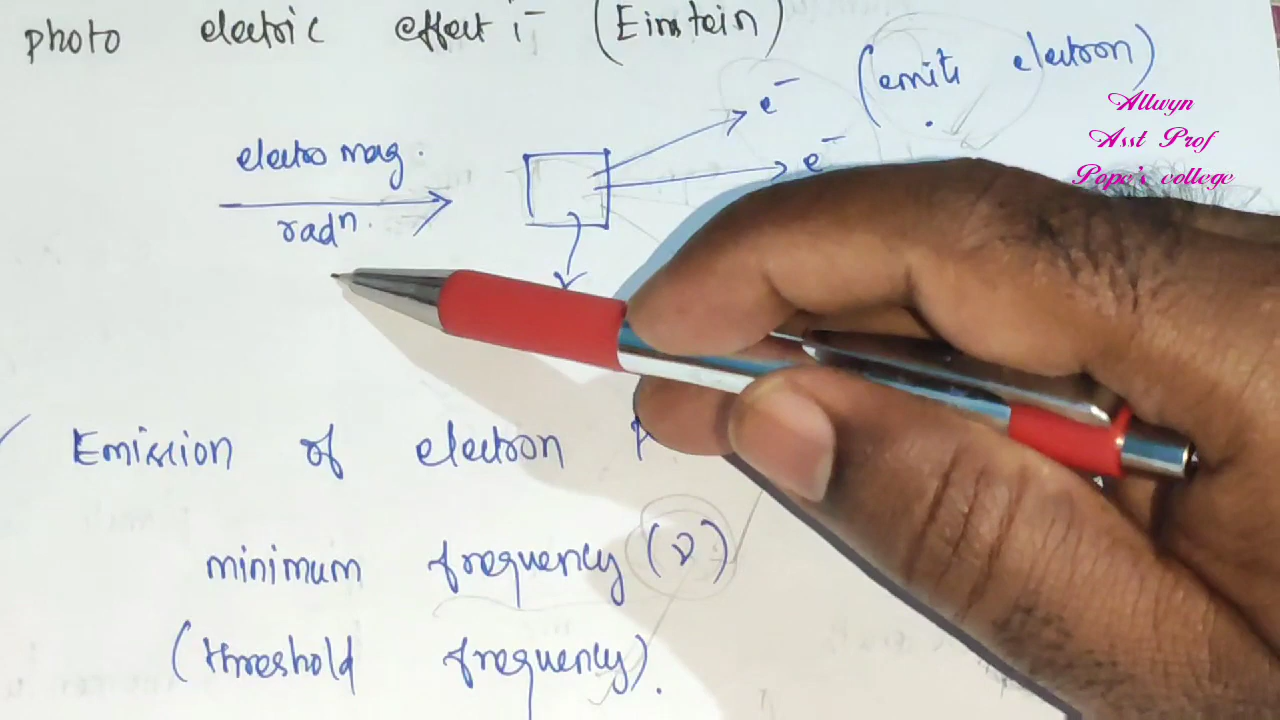 photo electric effect :- (Einstein)
e⁻ (emits electron)
Allwyn
Asst Prof
Pope's college
electro mag.
e⁻
radⁿ.
Emission of electron
minimum frequency (ν)
(threshold frequency).